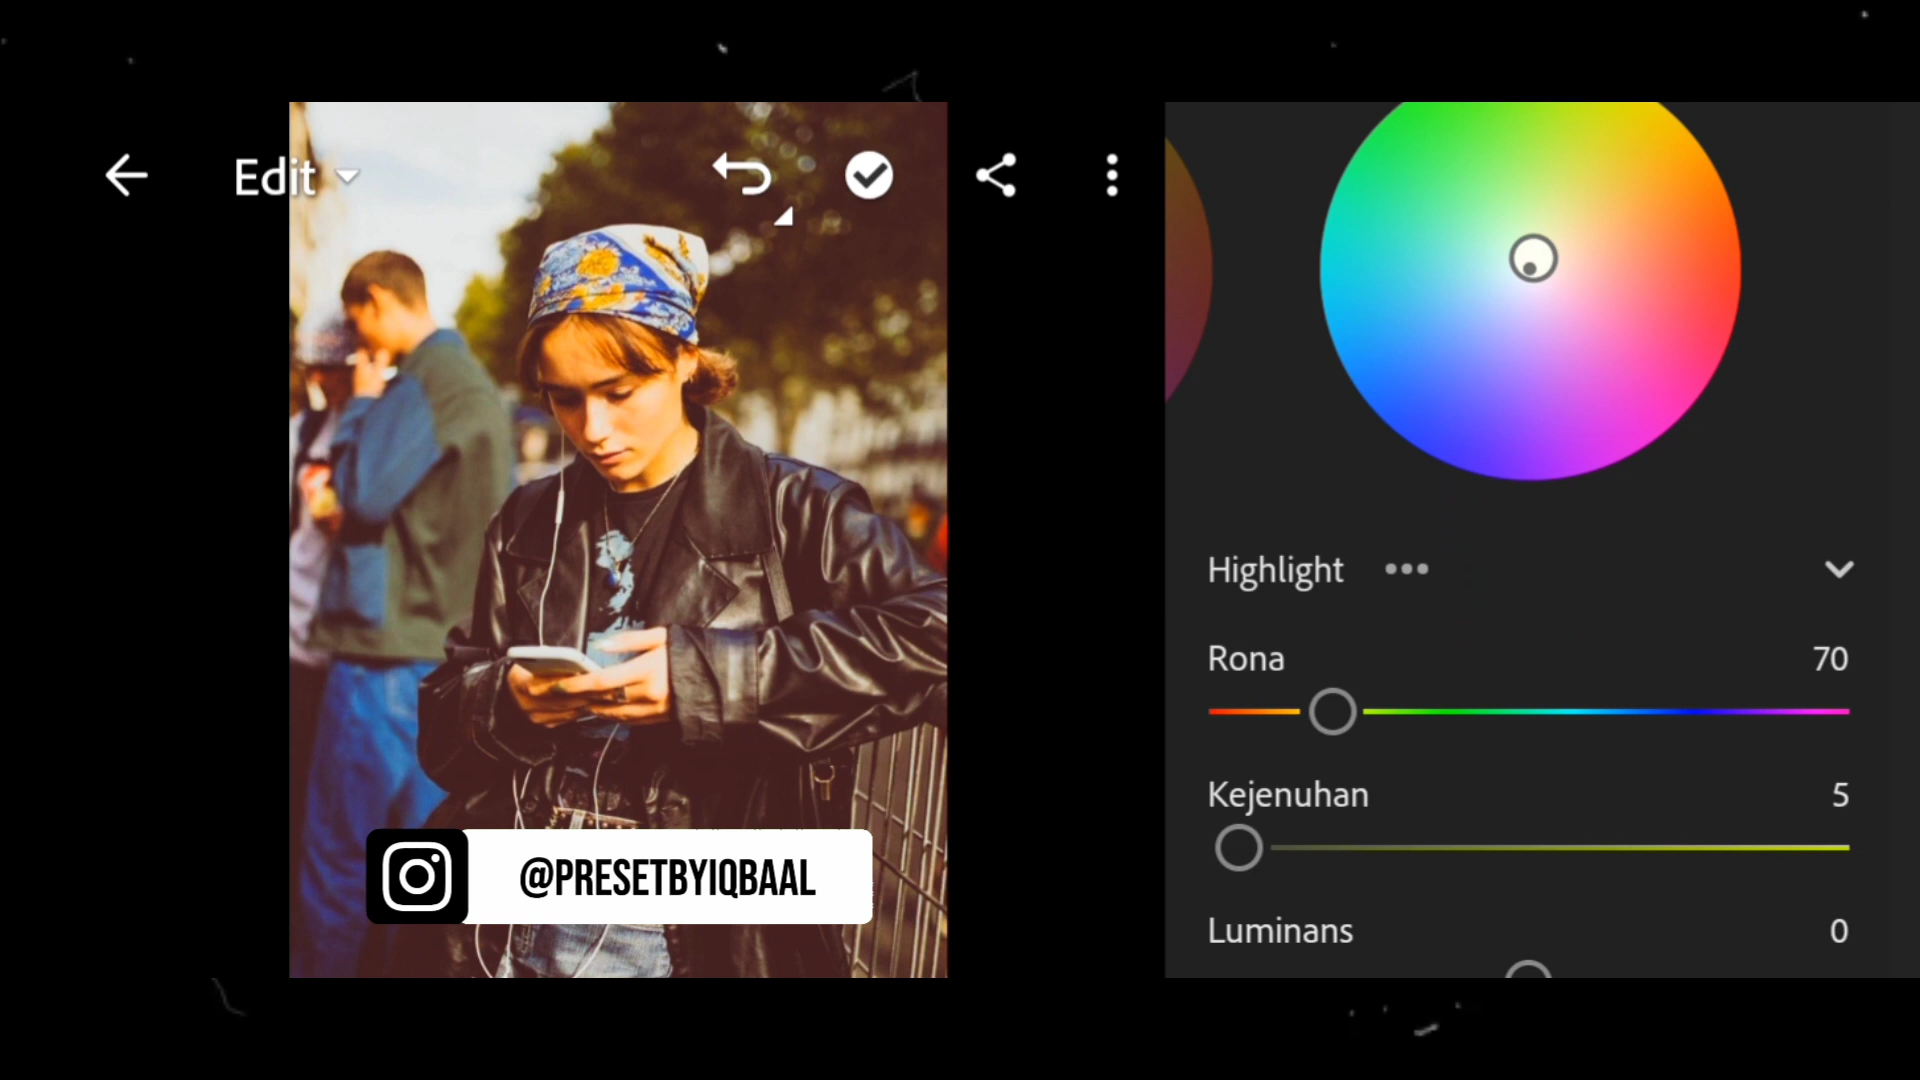 Edit
@PRESETBYIQBAAL
Highlight
Rona 70
Kejenuhan 5
Luminans 0